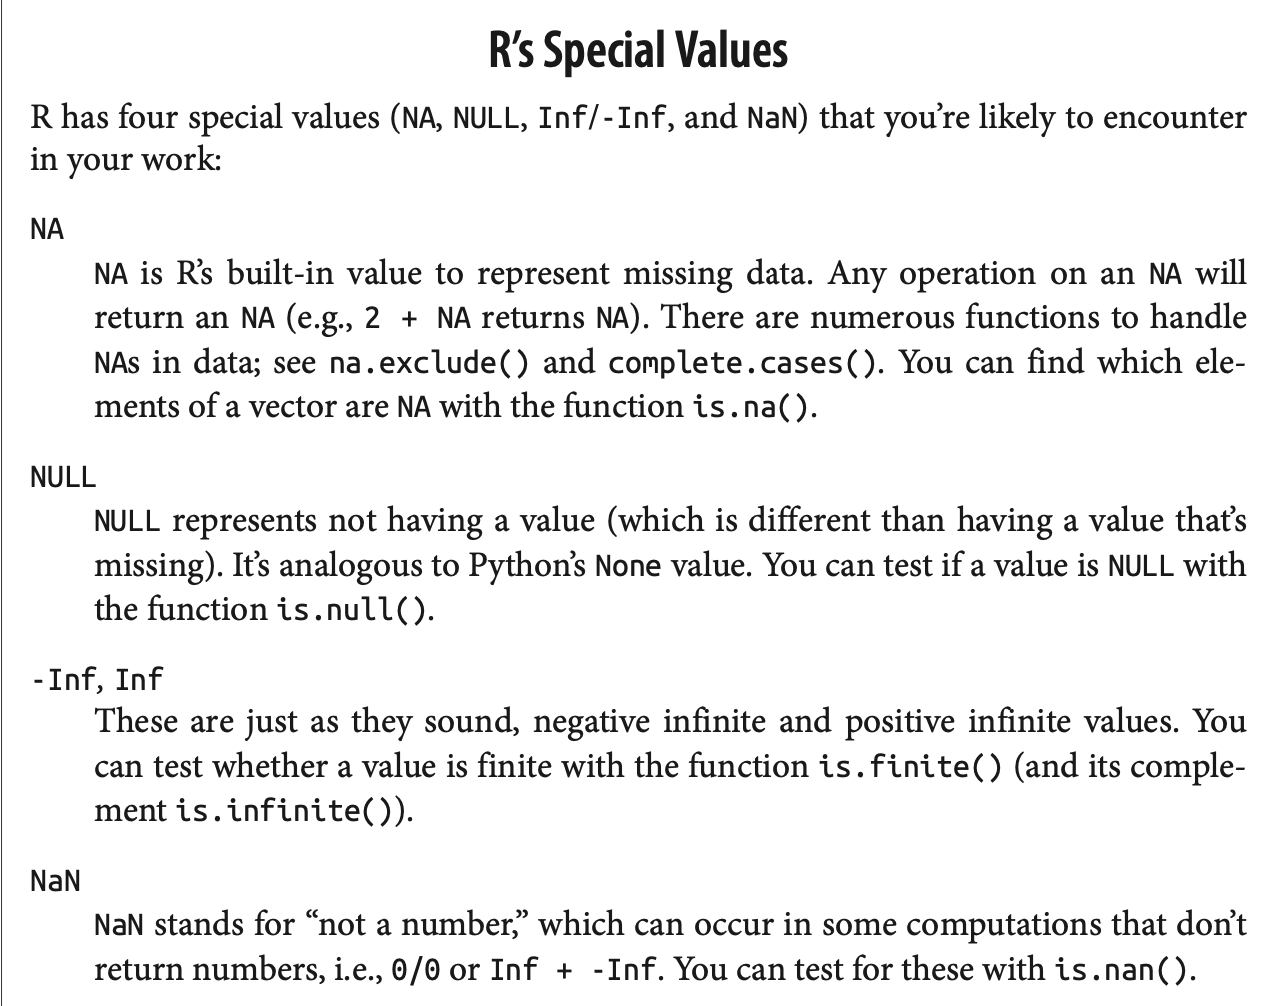 R’s Special Values
R has four special values (NA, NULL, Inf/-Inf, and NaN) that you’re likely to encounter
in your work:
NA
NA is R’s built-in value to represent missing data. Any operation on an NA will
return an NA (e.g., 2 + NA returns NA). There are numerous functions to handle
NAs in data; see na.exclude() and complete.cases(). You can find which ele-
ments of a vector are NA with the function is.na().
NULL
NULL represents not having a value (which is different than having a value that’s
missing). It’s analogous to Python’s None value. You can test if a value is NULL with
the function is.null().
-Inf, Inf
These are just as they sound, negative infinite and positive infinite values. You
can test whether a value is finite with the function is.finite() (and its comple-
ment is.infinite()).
NaN
NaN stands for “not a number,” which can occur in some computations that don’t
return numbers, i.e., 0/0 or Inf + -Inf. You can test for these with is.nan().